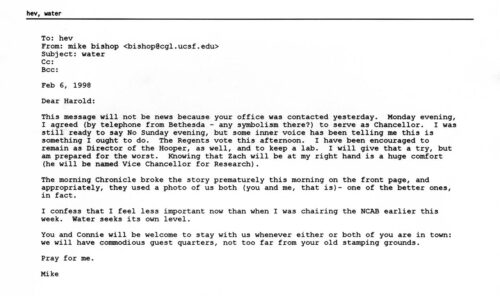 hev, water
To: hev
From: mike bishop <bishop@cgl.ucsf.edu>
Subject: water
Cc:
Bcc:
Feb 6, 1998
Dear Harold:
This message will not be news because your office was contacted yesterday. Monday evening,
I agreed (by telephone from Bethesda - any symbolism there?) to serve as Chancellor. I was
still ready to say No Sunday evening, but some inner voice has been telling me this is
something I ought to do. The Regents vote this afternoon. I have been encouraged to
remain as Director of the Hooper, as well, and to keep a lab. I will give that a try, but
am prepared for the worst. Knowing that Zach will be at my right hand is a huge comfort
(he will be named Vice Chancellor for Research).
The morning Chronicle broke the story prematurely this morning on the front page, and
appropriately, they used a photo of us both (you and me, that is)- one of the better ones,
in fact.
I confess that I feel less important now than when I was chairing the NCAB earlier this
week. Water seeks its own level.
You and Connie will be welcome to stay with us whenever either or both of you are in town:
we will have commodious guest quarters, not too far from your old stamping grounds.
Pray for me.
Mike